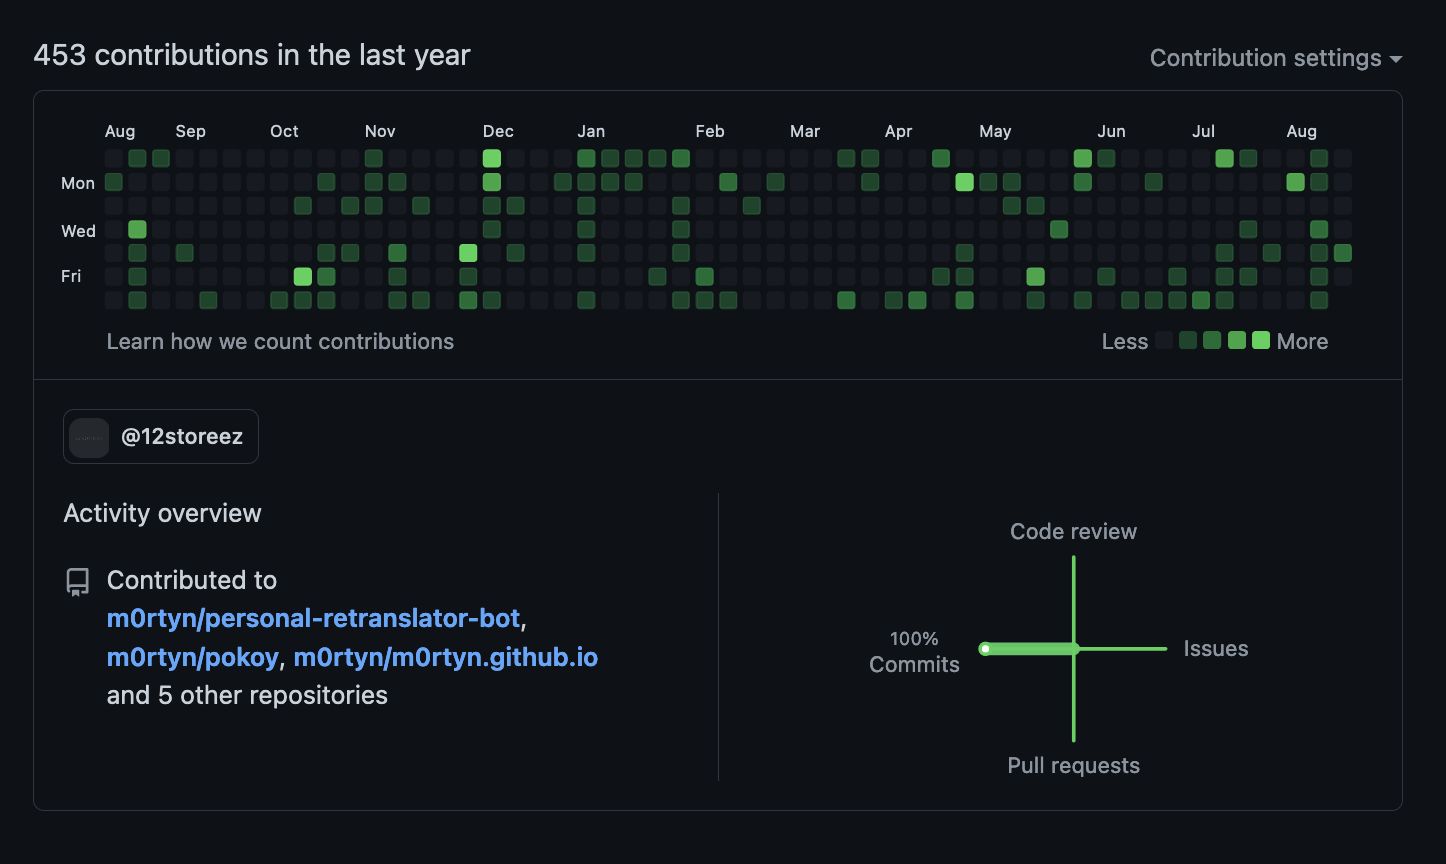 453 contributions in the last year
Contribution settings
Aug Sep Oct Nov Dec Jan Feb Mar Apr May Jun Jul Aug
Mon
Wed
Fri
Learn how we count contributions
Less More
@12storeez
Activity overview
Contributed to
m0rtyn/personal-retranslator-bot,
m0rtyn/pokoy, m0rtyn/m0rtyn.github.io
and 5 other repositories
Code review
100%
Commits
Issues
Pull requests